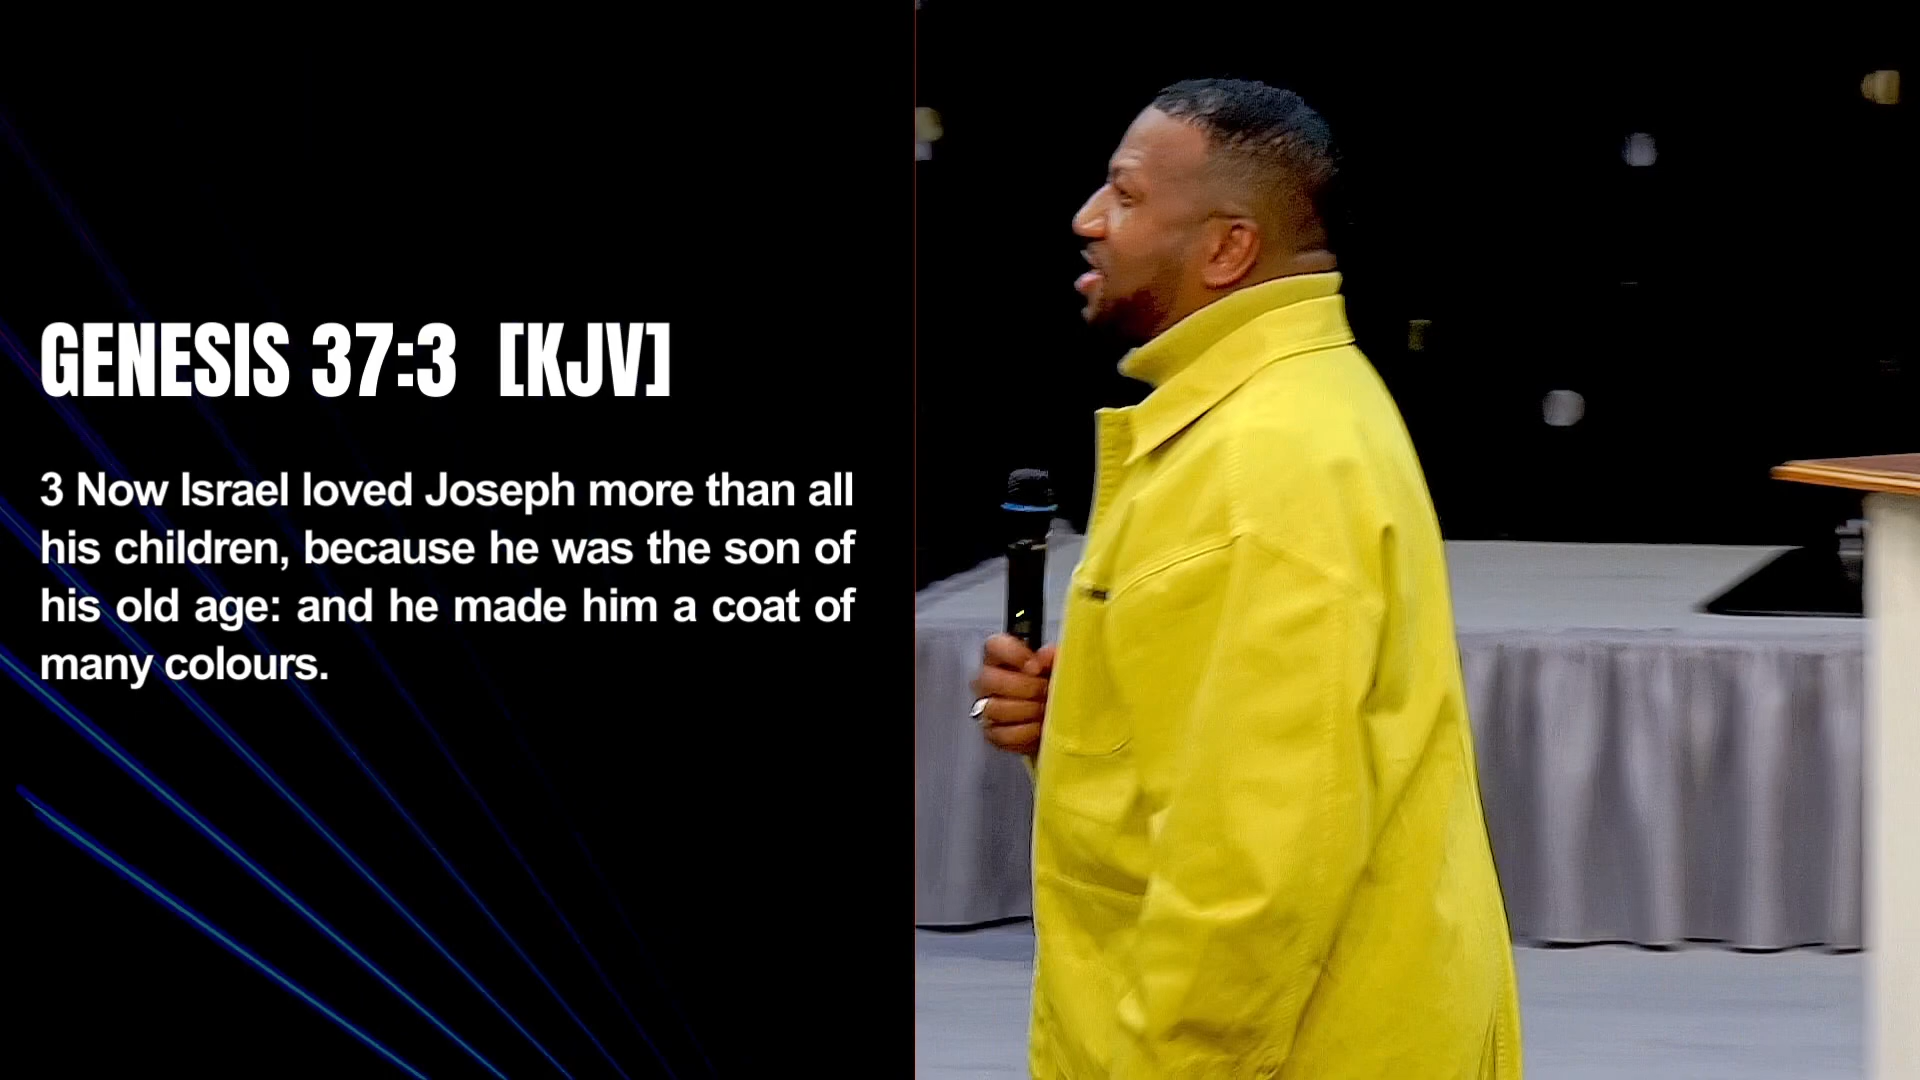 GENESIS 37:3 [KJV]
3 Now Israel loved Joseph more than all
his children, because he was the son of
his old age: and he made him a coat of
many colours.